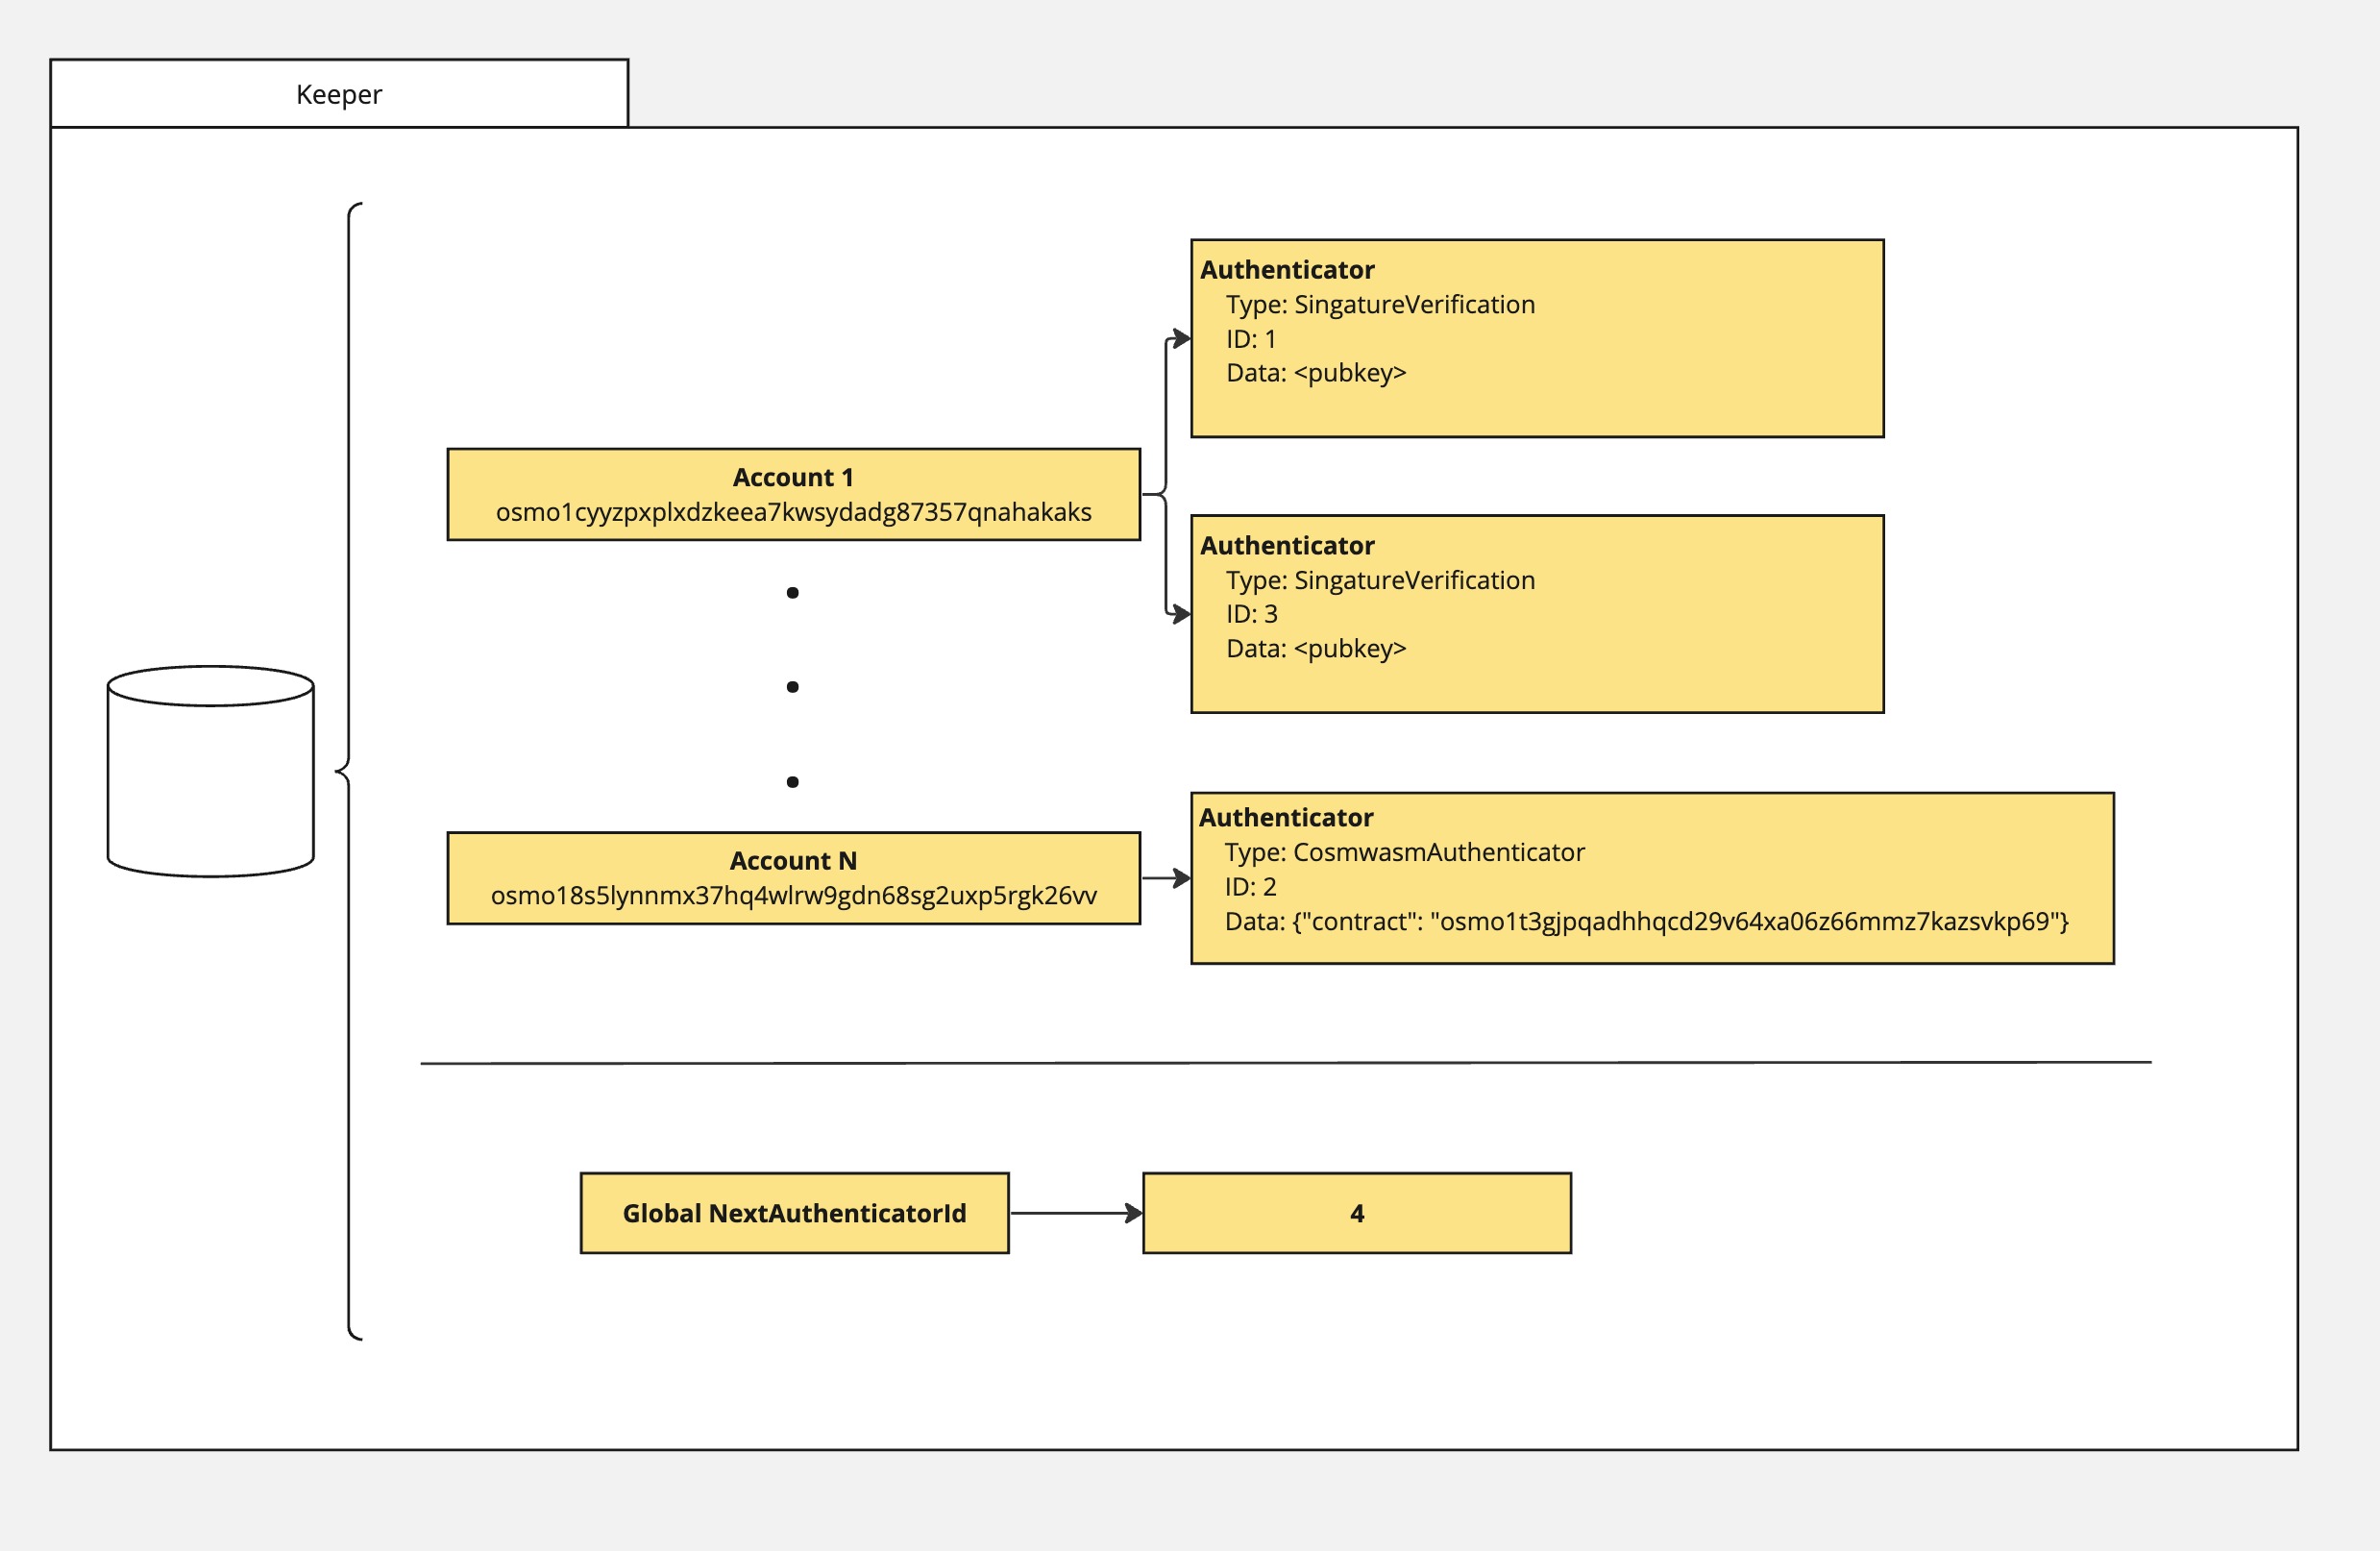 Keeper
Authenticator
Type: SingatureVerification
ID: 1
Data: <pubkey>
Account 1
osmo1cyyzpxplxdzkeea7kwsydadg87357qnahakaks
Authenticator
Type: SingatureVerification
ID: 3
Data: <pubkey>
Authenticator
Type: CosmwasmAuthenticator
ID: 2
Data: {"contract": "osmo1t3gjpqadhhqcd29v64xa06z66mmz7kazsvkp69"}
Account N
osmo18s5lynnmx37hq4wlrw9gdn68sg2uxp5rgk26vv
Global NextAuthenticatorId
4